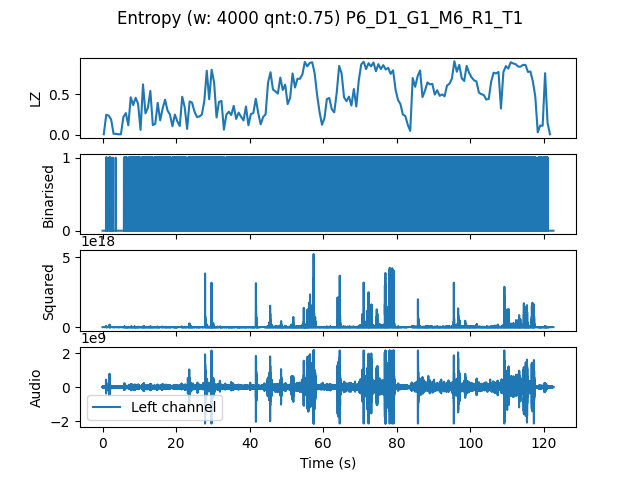 Entropy (w: 4000 qnt:0.75) P6_D1_G1_M6_R1_T1
LZ
0.5
0.0
Binarised
1
0
1e18
Squared
5
0
1e9
Audio
2
0
−2
Left channel
0 20 40 60 80 100 120
Time (s)